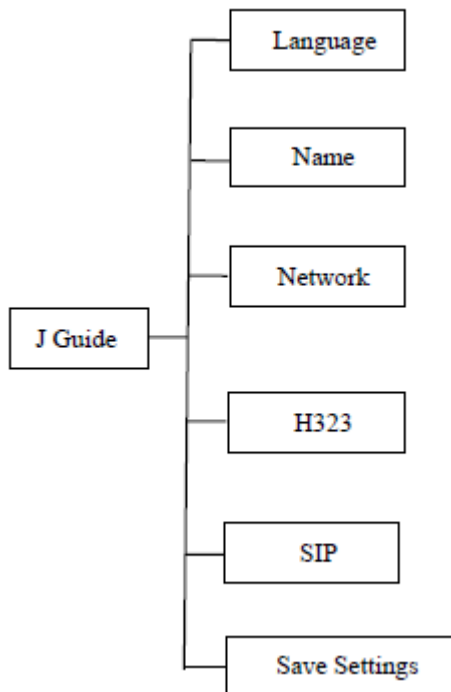 Language
Name
Network
J Guide
H323
SIP
Save Settings